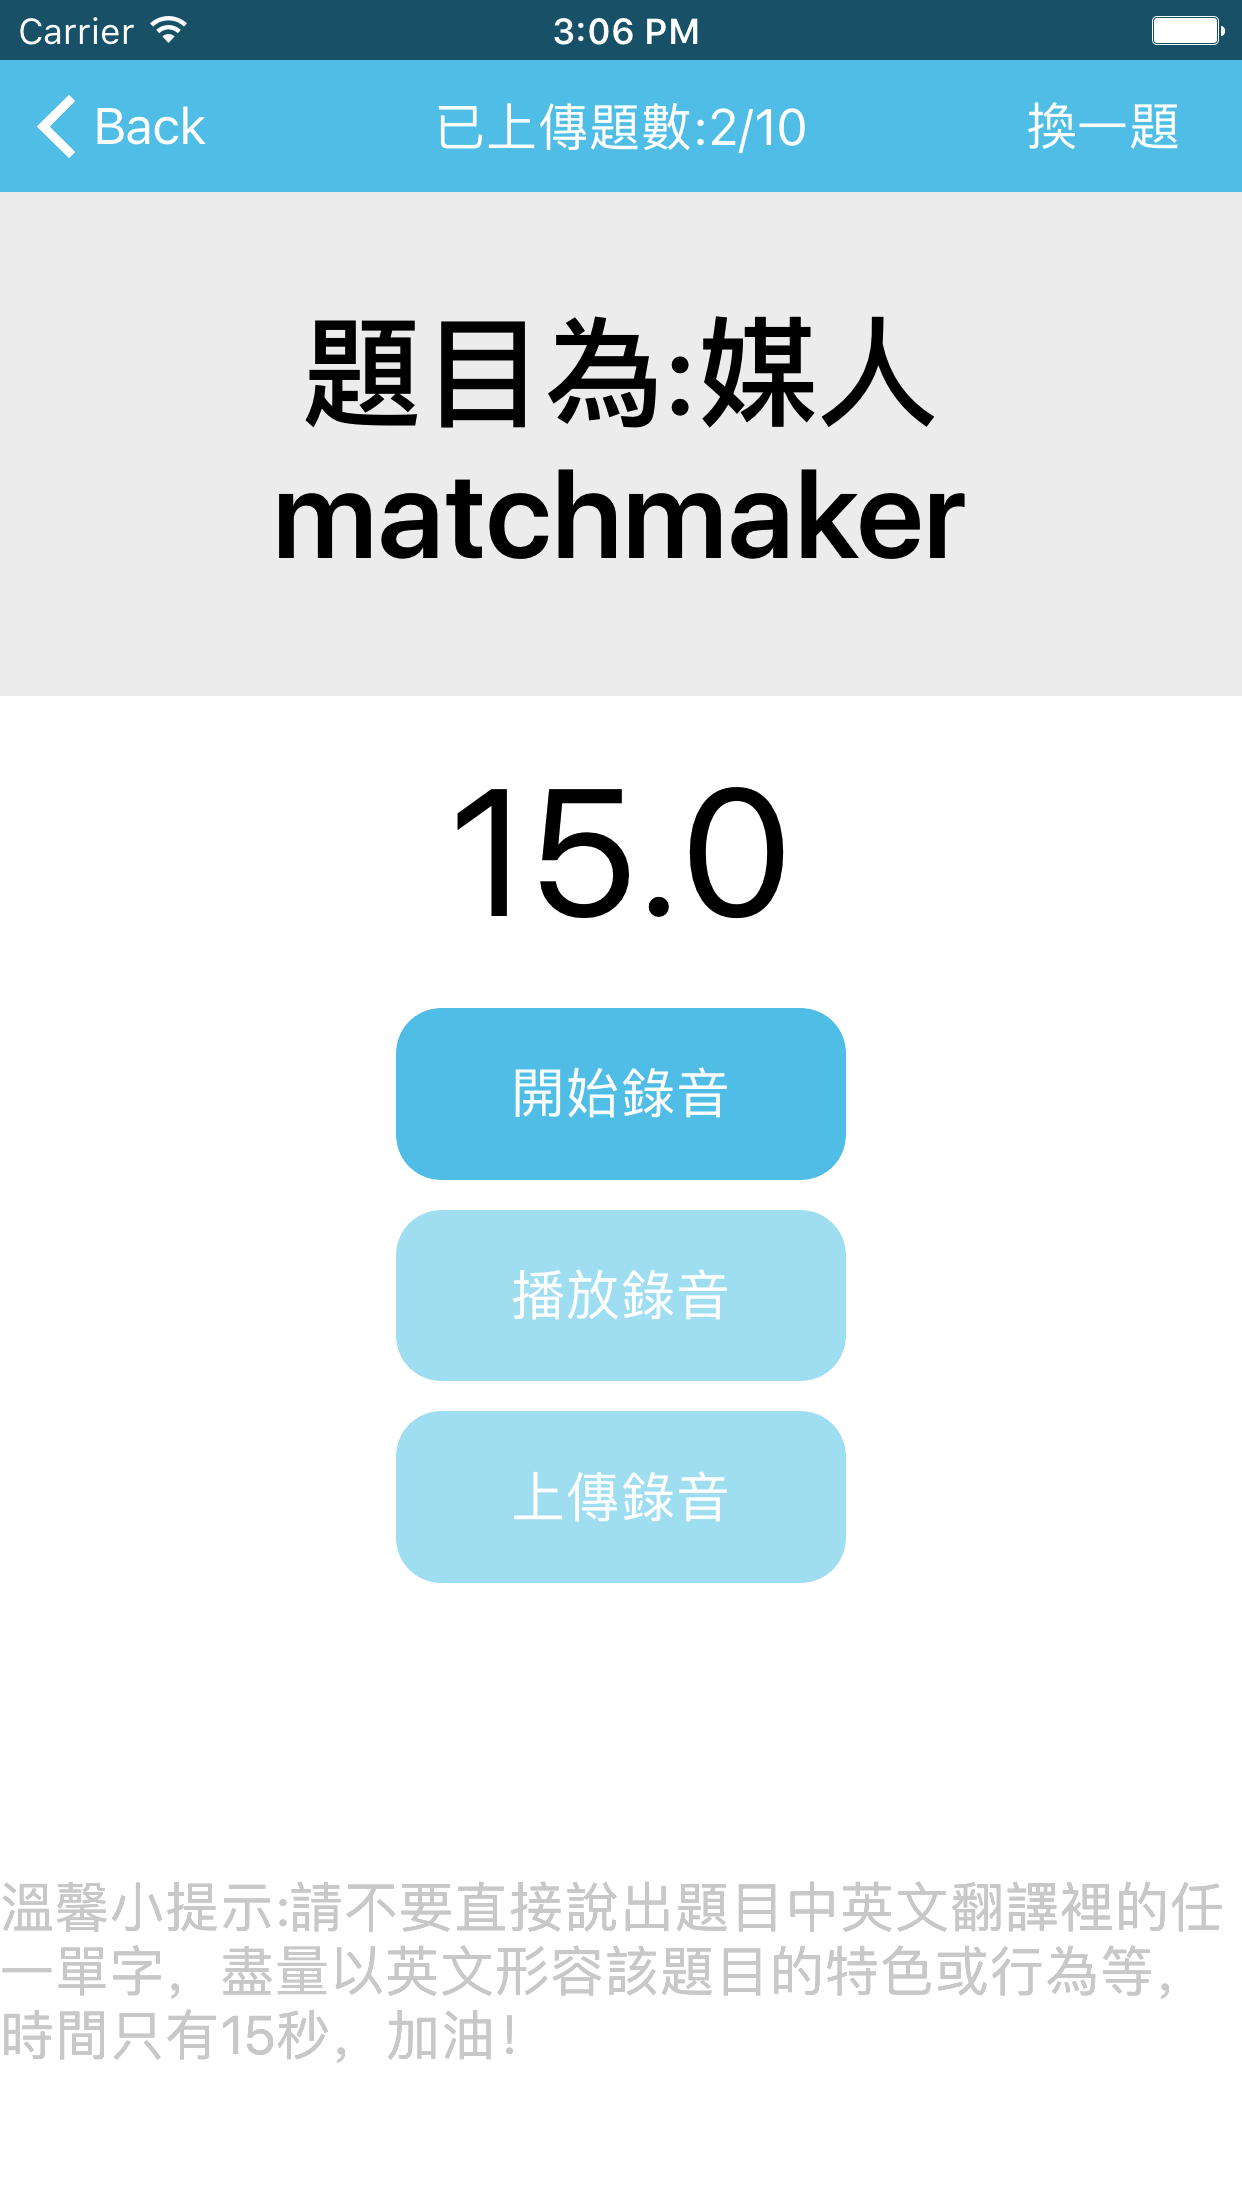 Carrier 3:06 PM
Back 已上傳題數:2/10 換一題
題目為:媒人
matchmaker
15.0
開始錄音
播放錄音
上傳錄音
溫馨小提示:請不要直接說出題目中英文翻譯裡的任
一單字，盡量以英文形容該題目的特色或行為等，
時間只有15秒，加油！